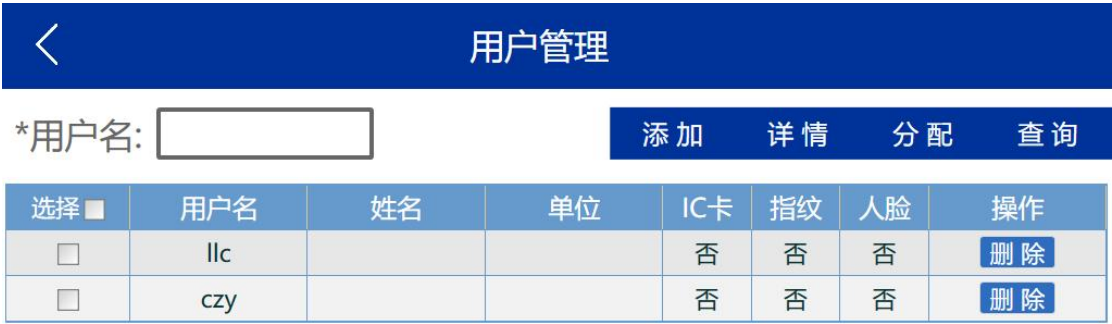 用户管理
*用户名: 添加 详情 分配 查询
选择 用户名 姓名 单位 IC卡 指纹 人脸 操作
llc 否 否 否 删除
czy 否 否 否 删除